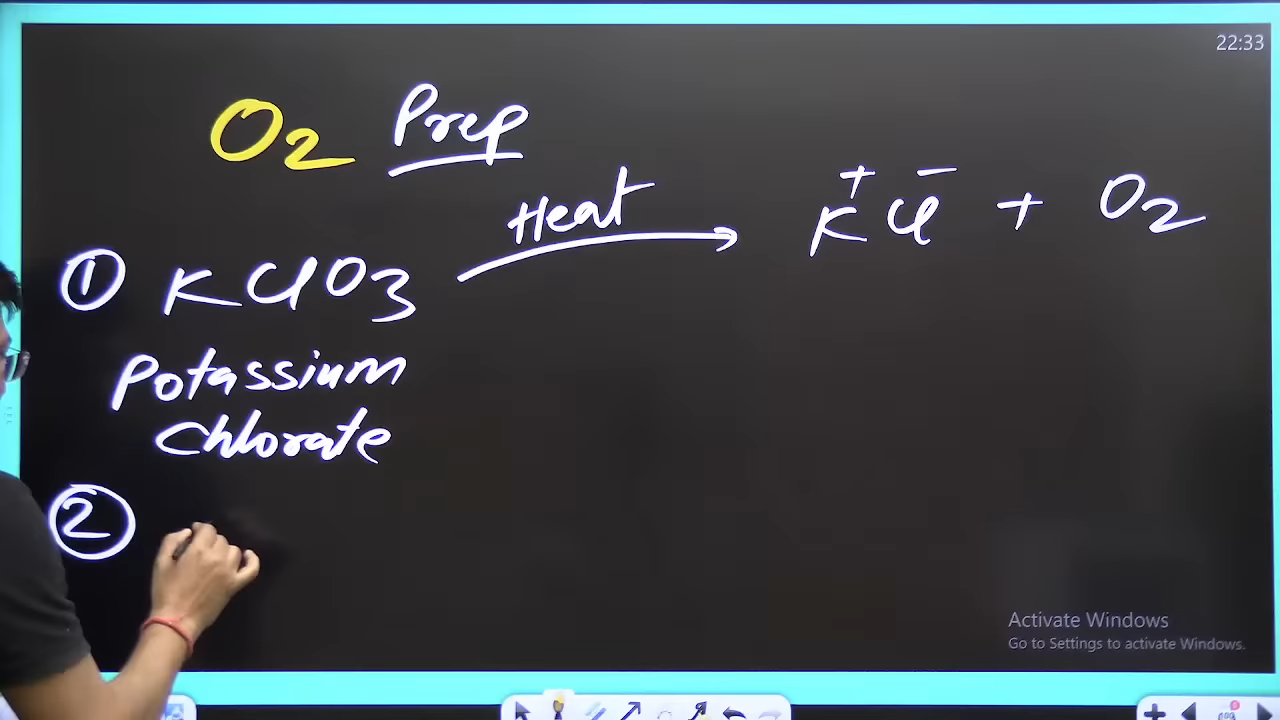 22:33
O2 Prep
① KClO3 Heat → K⁺Cl⁻ + O2
Potassium
Chlorate
②
Activate Windows
Go to Settings to activate Windows.